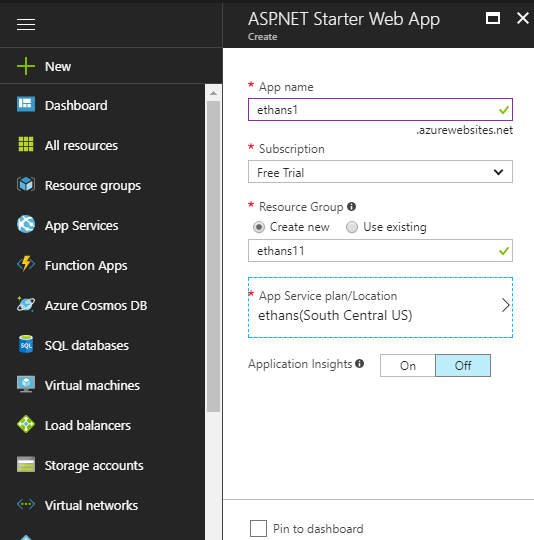 ASP.NET Starter Web App
Create
New
Dashboard
All resources
Resource groups
App Services
Function Apps
Azure Cosmos DB
SQL databases
Virtual machines
Load balancers
Storage accounts
Virtual networks
* App name
ethans1
.azurewebsites.net
* Subscription
Free Trial
* Resource Group
Create new Use existing
ethans11
* App Service plan/Location
ethans(South Central US)
Application Insights On Off
Pin to dashboard